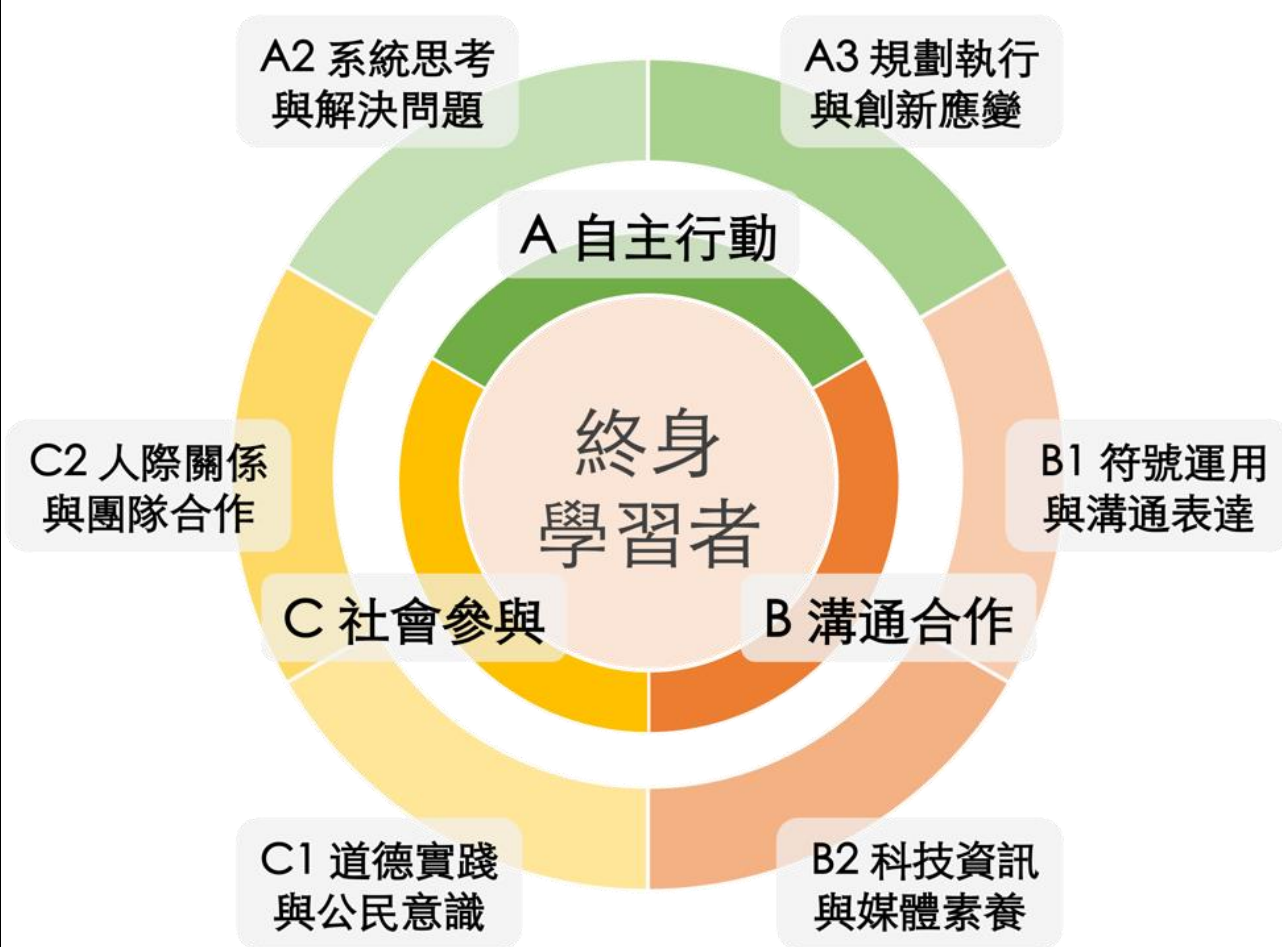 A2 系統思考
與解決問題
A3 規劃執行
與創新應變
A 自主行動
終身
學習者
C2 人際關係
與團隊合作
B1 符號運用
與溝通表達
C 社會參與
B 溝通合作
C1 道德實踐
與公民意識
B2 科技資訊
與媒體素養